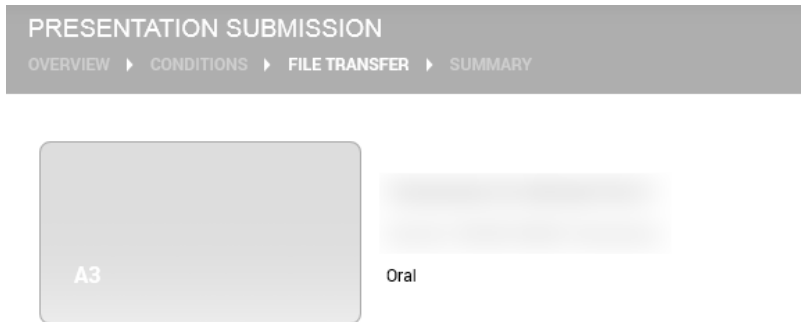 PRESENTATION SUBMISSION
OVERVIEW CONDITIONS FILE TRANSFER SUMMARY
A3
Oral